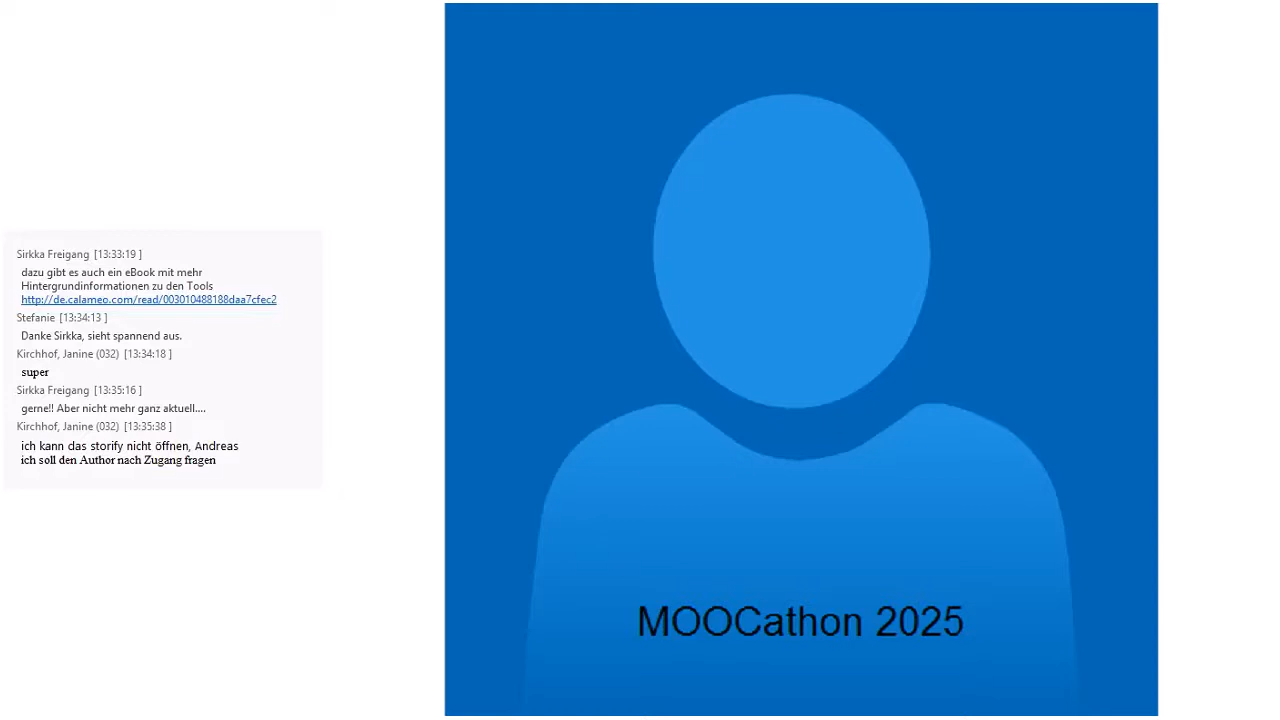 Sirkka Freigang [13:33:19 ]
dazu gibt es auch ein eBook mit mehr
Hintergrundinformationen zu den Tools
http://de.calameo.com/read/003010488188daa7cfec2
Stefanie [13:34:13 ]
Danke Sirkka, sieht spannend aus.
Kirchhof, Janine (032) [13:34:18 ]
super
Sirkka Freigang [13:35:16 ]
gerne!! Aber nicht mehr ganz aktuell....
Kirchhof, Janine (032) [13:35:38 ]
ich kann das storify nicht öffnen, Andreas
ich soll den Author nach Zugang fragen
MOOCathon 2025